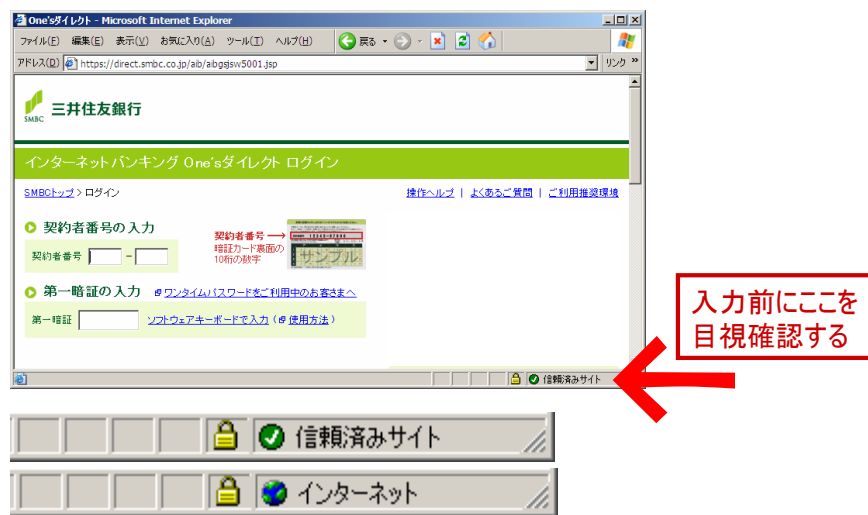 One'sダイレクト - Microsoft Internet Explorer
ファイル(F) 編集(E) 表示(V) お気に入り(A) ツール(T) ヘルプ(H) 戻る
アドレス(D) https://direct.smbc.co.jp/aib/aibgsjsw5001.jsp リンク »
SMBC 三井住友銀行
インターネットバンキング One'sダイレクト ログイン
SMBCトップ > ログイン 操作ヘルプ | よくあるご質問 | ご利用推奨環境
契約者番号の入力
契約者番号 -
契約者番号
暗証カード裏面の
10桁の数字
サンプル
第一暗証の入力 ワンタイムパスワードをご利用中のお客さまへ
第一暗証 ソフトウェアキーボードで入力 ( 使用方法 )
信頼済みサイト
入力前にここを
目視確認する
信頼済みサイト
インターネット